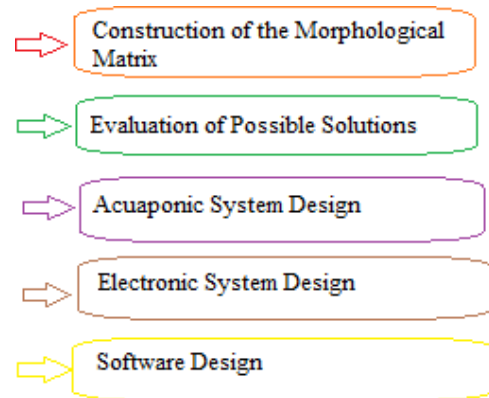 Construction of the Morphological
Matrix
Evaluation of Possible Solutions
Acuaponic System Design
Electronic System Design
Software Design